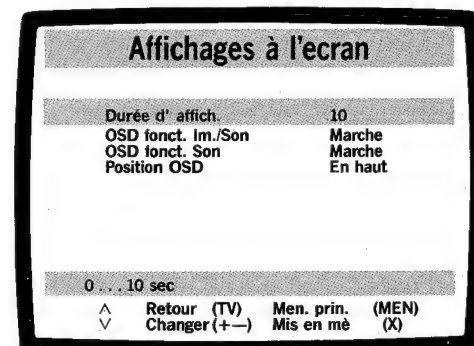 Affichages à l'ecran
Durée d' affich. 10
OSD fonct. Im./Son Marche
OSD fonct. Son Marche
Position OSD En haut
0 . . . 10 sec
∧ Retour (TV) Men. prin. (MEN)
∨ Changer (+—) Mis en mè (X)